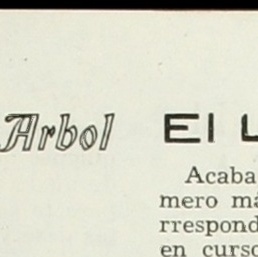 Arbol
El L
Acaba
mero má
rrespond
en curso